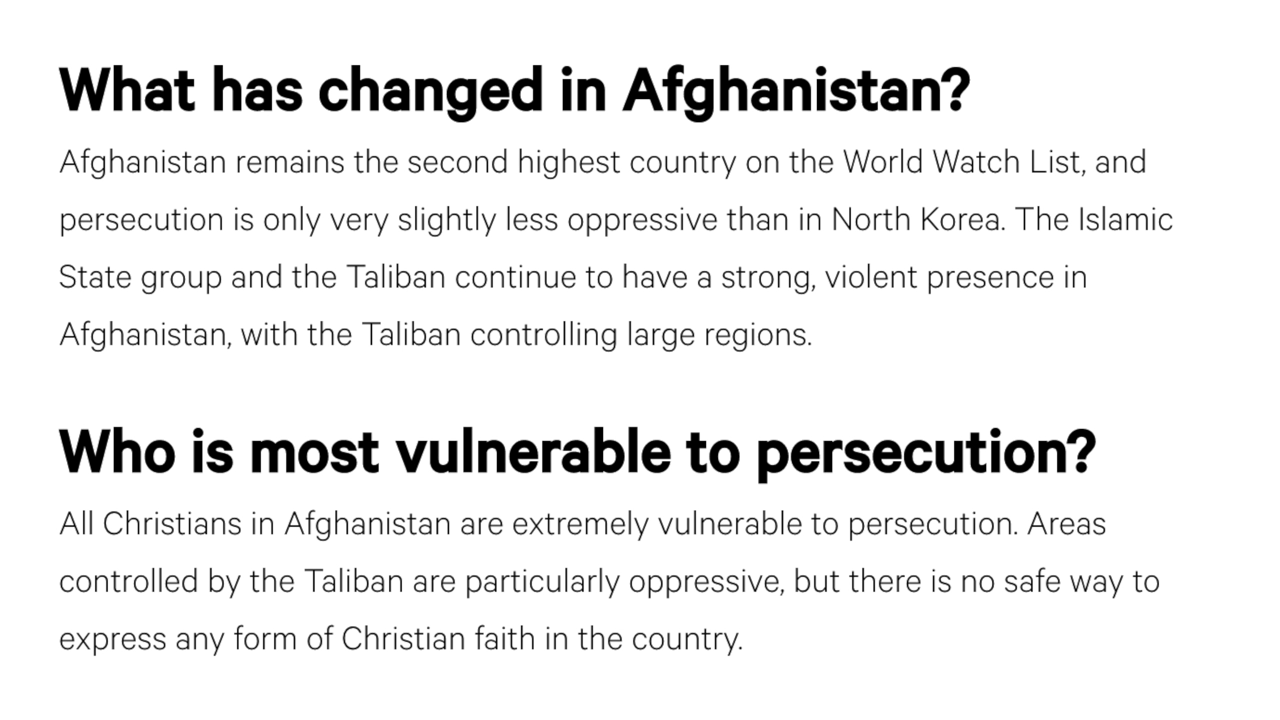 What has changed in Afghanistan?
Afghanistan remains the second highest country on the World Watch List, and
persecution is only very slightly less oppressive than in North Korea. The Islamic
State group and the Taliban continue to have a strong, violent presence in
Afghanistan, with the Taliban controlling large regions.
Who is most vulnerable to persecution?
All Christians in Afghanistan are extremely vulnerable to persecution. Areas
controlled by the Taliban are particularly oppressive, but there is no safe way to
express any form of Christian faith in the country.